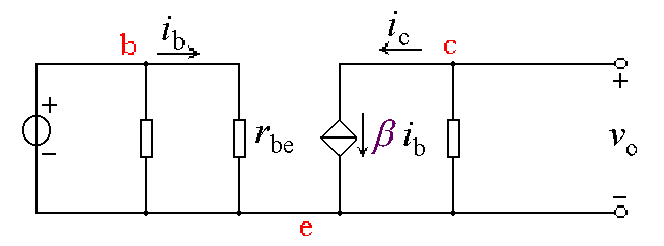 b i_b i_c c
+ +
r_be β i_b v_o
− −
e